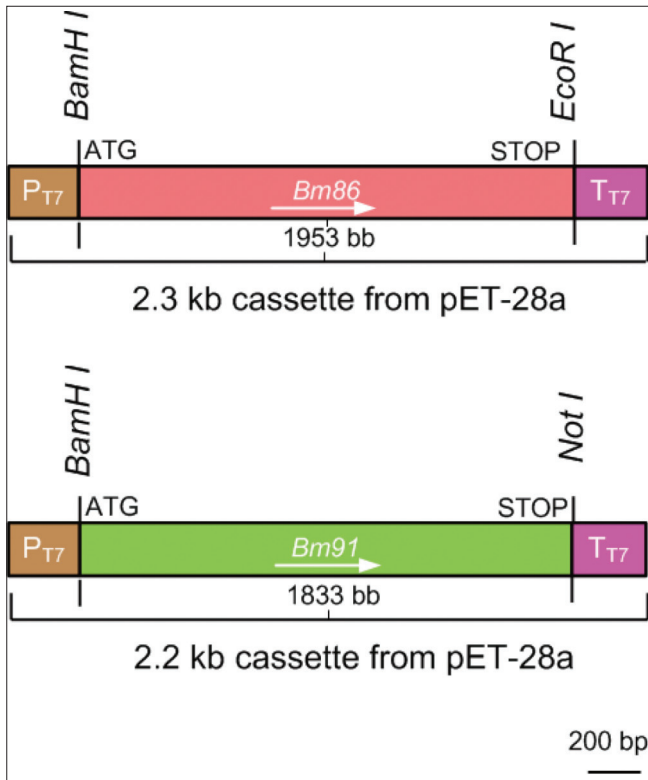 BamH I
EcoR I
ATG
STOP
PT7
Bm86
TT7
1953 bb
2.3 kb cassette from pET-28a
BamH I
Not I
ATG
STOP
PT7
Bm91
TT7
1833 bb
2.2 kb cassette from pET-28a
200 bp